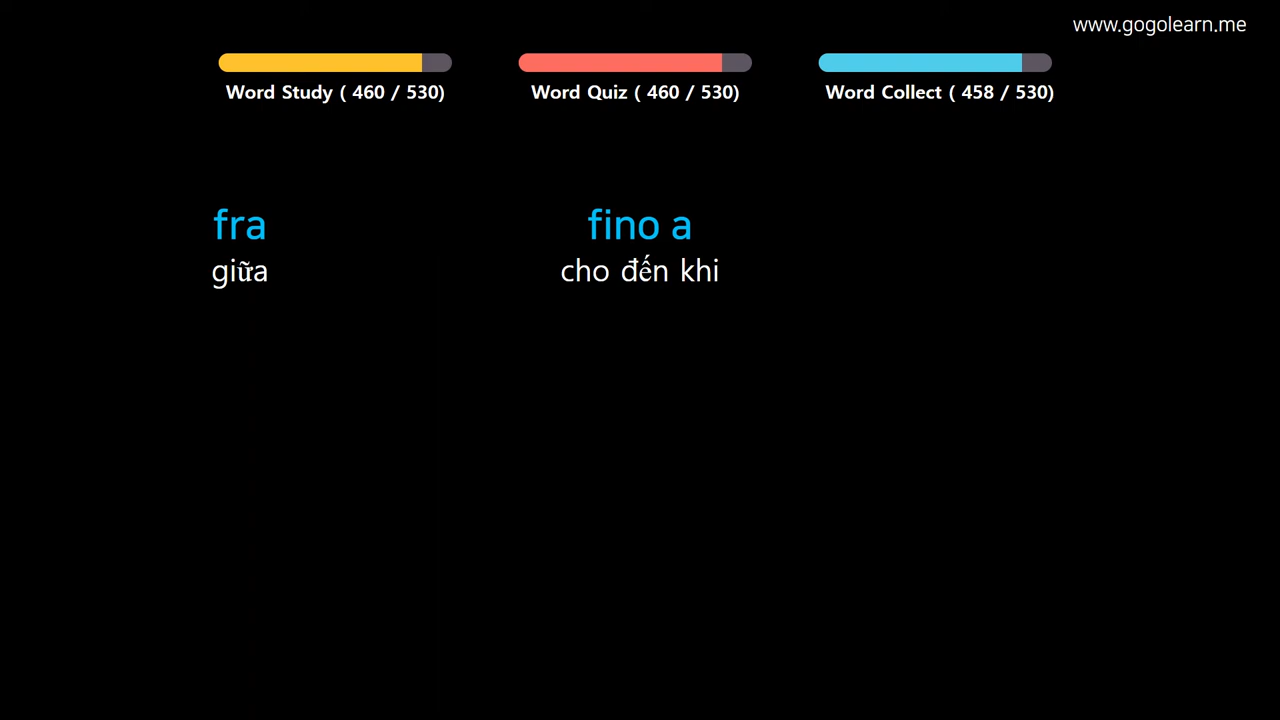 www.gogolearn.me
Word Study ( 460 / 530)
Word Quiz ( 460 / 530)
Word Collect ( 458 / 530)
fra
giữa
fino a
cho đến khi